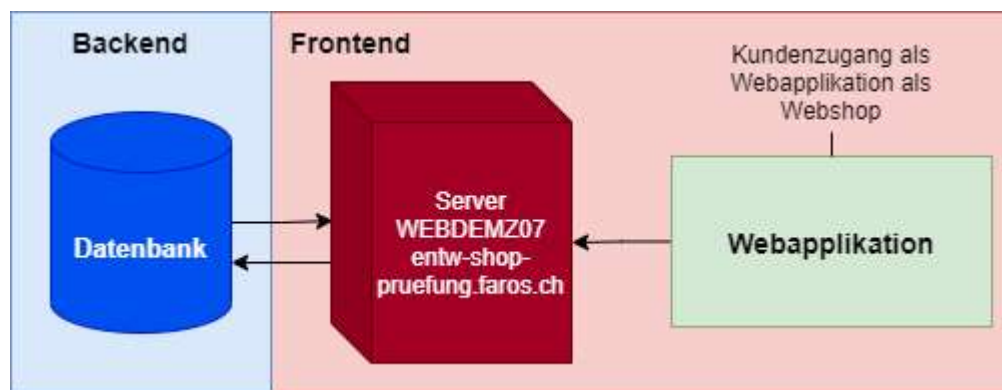 Backend
Frontend
Kundenzugang als
Webapplikation als
Webshop
Datenbank
Server
WEBDEMZ07
entw-shop-
pruefung.faros.ch
Webapplikation